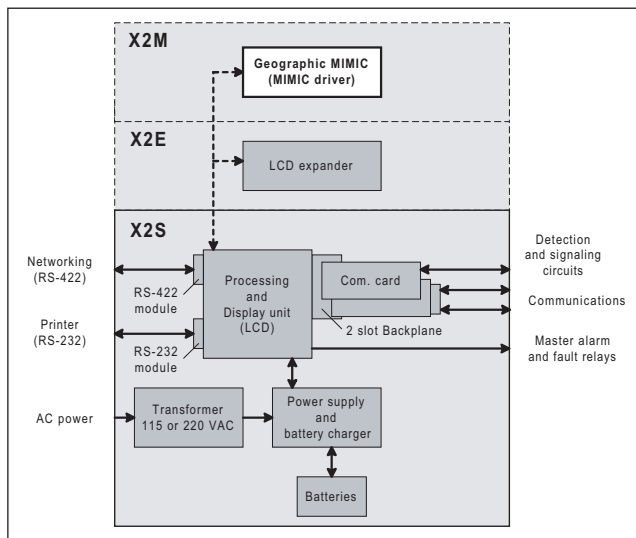 X2M
Geographic MIMIC
(MIMIC driver)
X2E
LCD expander
X2S
Networking
(RS-422)
RS-422
module
Processing
and
Display unit
(LCD)
Com. card
2 slot Backplane
Detection
and signaling
circuits
Communications
Printer
(RS-232)
RS-232
module
Master alarm
and fault relays
AC power
Transformer
115 or 220 VAC
Power supply
and
battery charger
Batteries